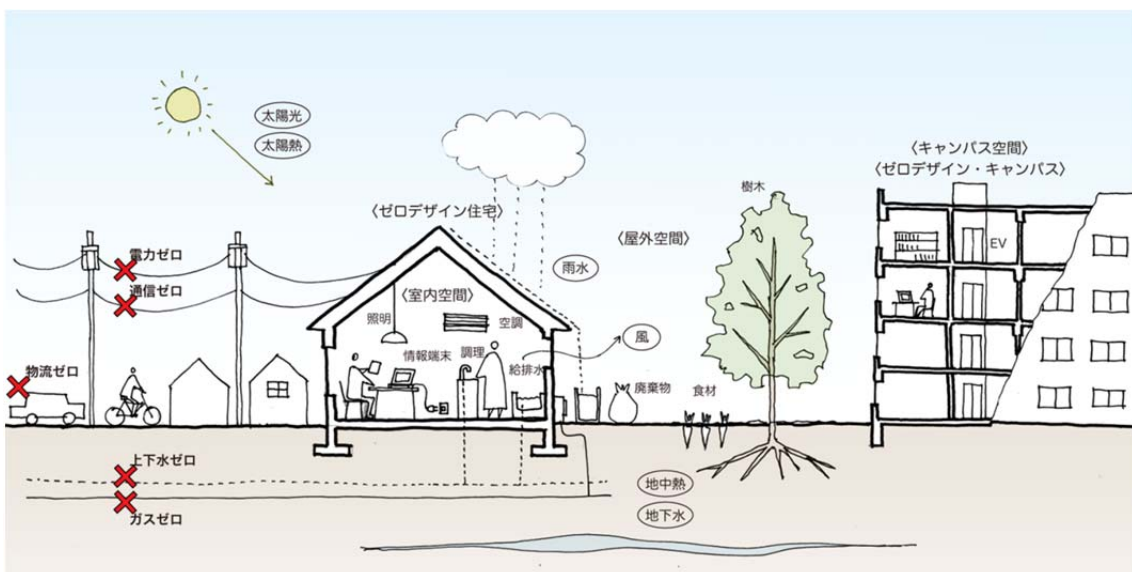 太陽光
太陽熱
〈キャンパス空間〉
〈ゼロデザイン・キャンパス〉
樹木
〈ゼロデザイン住宅〉
〈屋外空間〉
EV
電力ゼロ
雨水
通信ゼロ
〈室内空間〉
照明
空調
風
情報端末
調理
給排水
物流ゼロ
廃棄物
食材
上下水ゼロ
地中熱
ガスゼロ
地下水